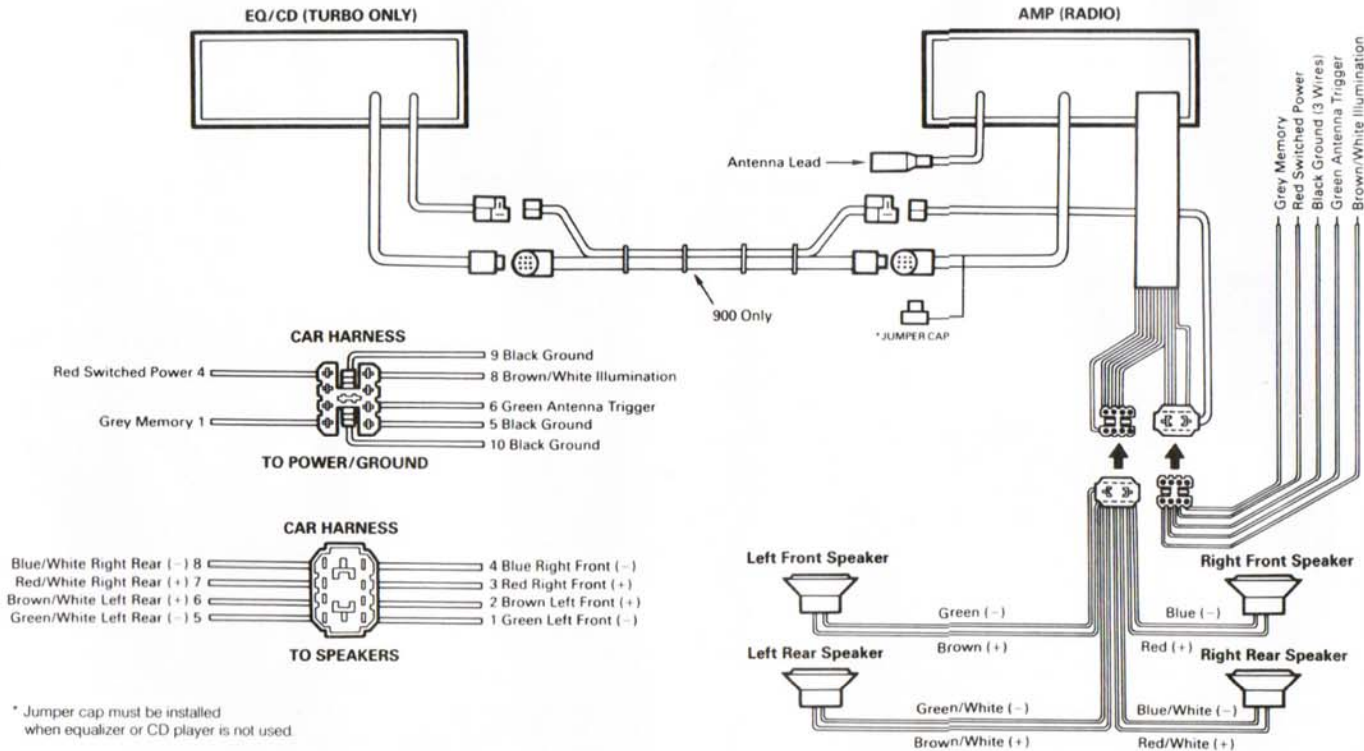 EQ/CD (TURBO ONLY)
AMP (RADIO)
Grey Memory
Red Switched Power
Black Ground (3 Wires)
Green Antenna Trigger
Brown/White Illumination
Antenna Lead
900 Only
*JUMPER CAP
CAR HARNESS
Red Switched Power 4
Grey Memory 1
9 Black Ground
8 Brown/White Illumination
6 Green Antenna Trigger
5 Black Ground
10 Black Ground
TO POWER/GROUND
CAR HARNESS
Blue/White Right Rear (-) 8
Red/White Right Rear (+) 7
Brown/White Left Rear (+) 6
Green/White Left Rear (-) 5
4 Blue Right Front (-)
3 Red Right Front (+)
2 Brown Left Front (+)
1 Green Left Front (-)
TO SPEAKERS
Left Front Speaker
Right Front Speaker
Green (-)
Blue (-)
Brown (+)
Red (+)
Left Rear Speaker
Right Rear Speaker
Green/White (-)
Blue/White (-)
Brown/White (+)
Red/White (+)
* Jumper cap must be installed
when equalizer or CD player is not used.